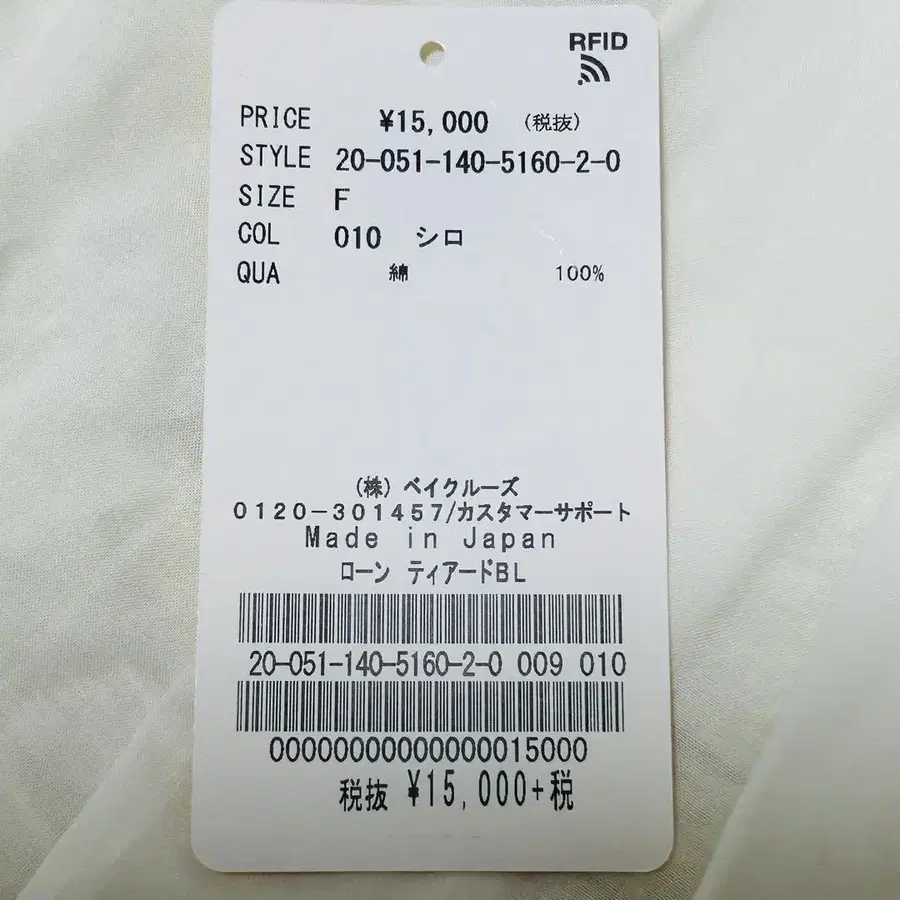 RFID
PRICE ¥15,000 (税抜)
STYLE 20-051-140-5160-2-0
SIZE F
COL 010 シロ
QUA 綿 100%
(株) ベイクルーズ
0120-301457/カスタマーサポート
Made in Japan
ローン ティアードBL
20-051-140-5160-2-0 009 010
00000000000000015000
税抜 ¥15,000+税